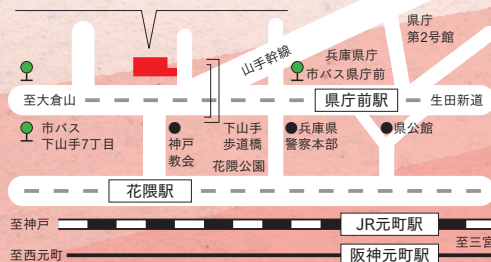 県庁
第2号館
山手幹線
兵庫県庁
市バス県庁前
至大倉山
県庁前駅
生田新道
市バス
下山手7丁目
神戸
教会
下山手
歩道橋
花隈公園
兵庫県
警察本部
県公館
花隈駅
至神戸
JR元町駅
至三宮
至西元町
阪神元町駅